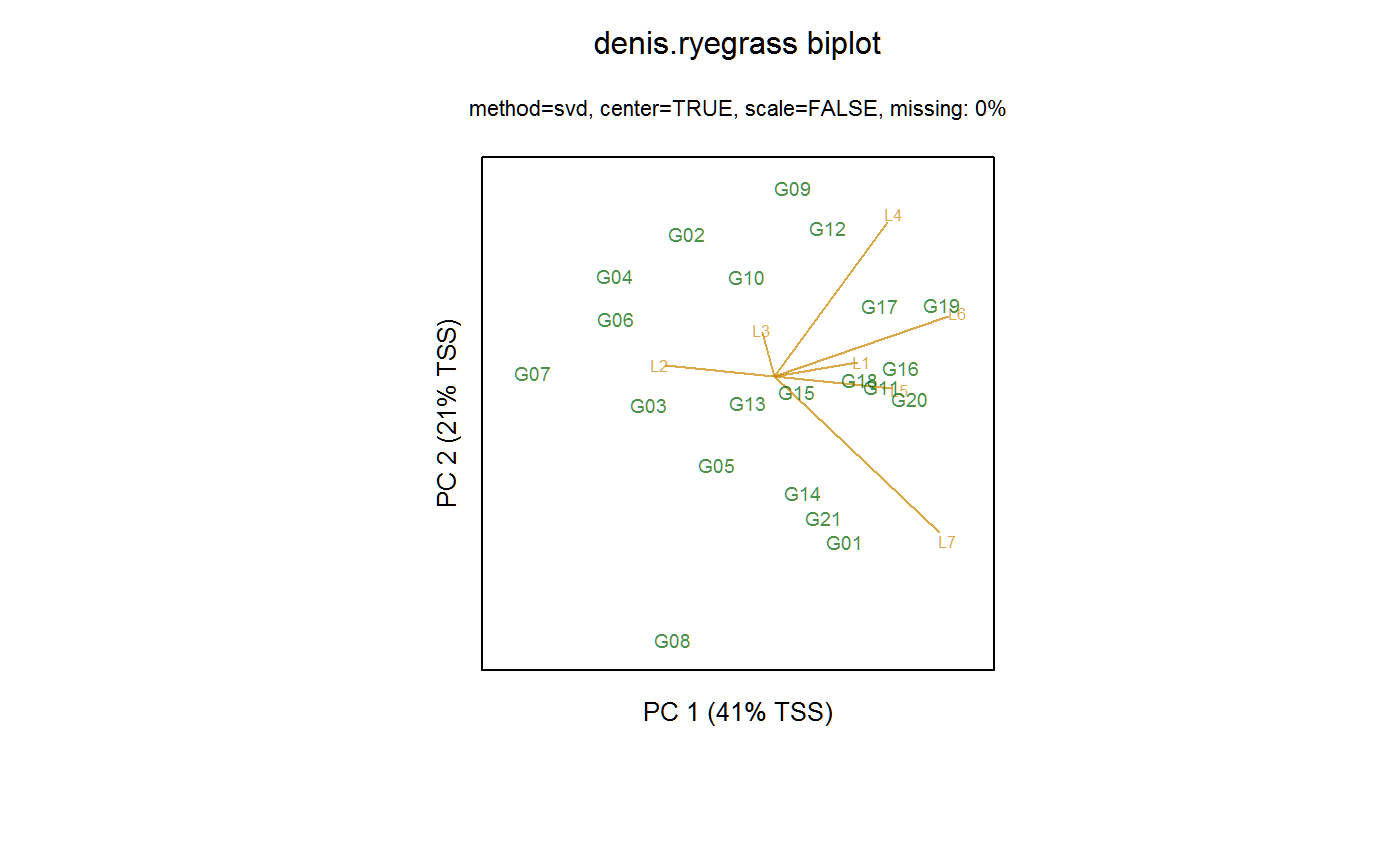 denis.ryegrass biplot
method=svd, center=TRUE, scale=FALSE, missing: 0%
G09
L4
G12
G02
G04
G10
G17
G19
L6
G06
L3
L1
L2
G16
G07
G18
G11
L5
G15
G20
G03
G13
G05
G14
G21
G01
L7
G08
PC 2 (21% TSS)
PC 1 (41% TSS)